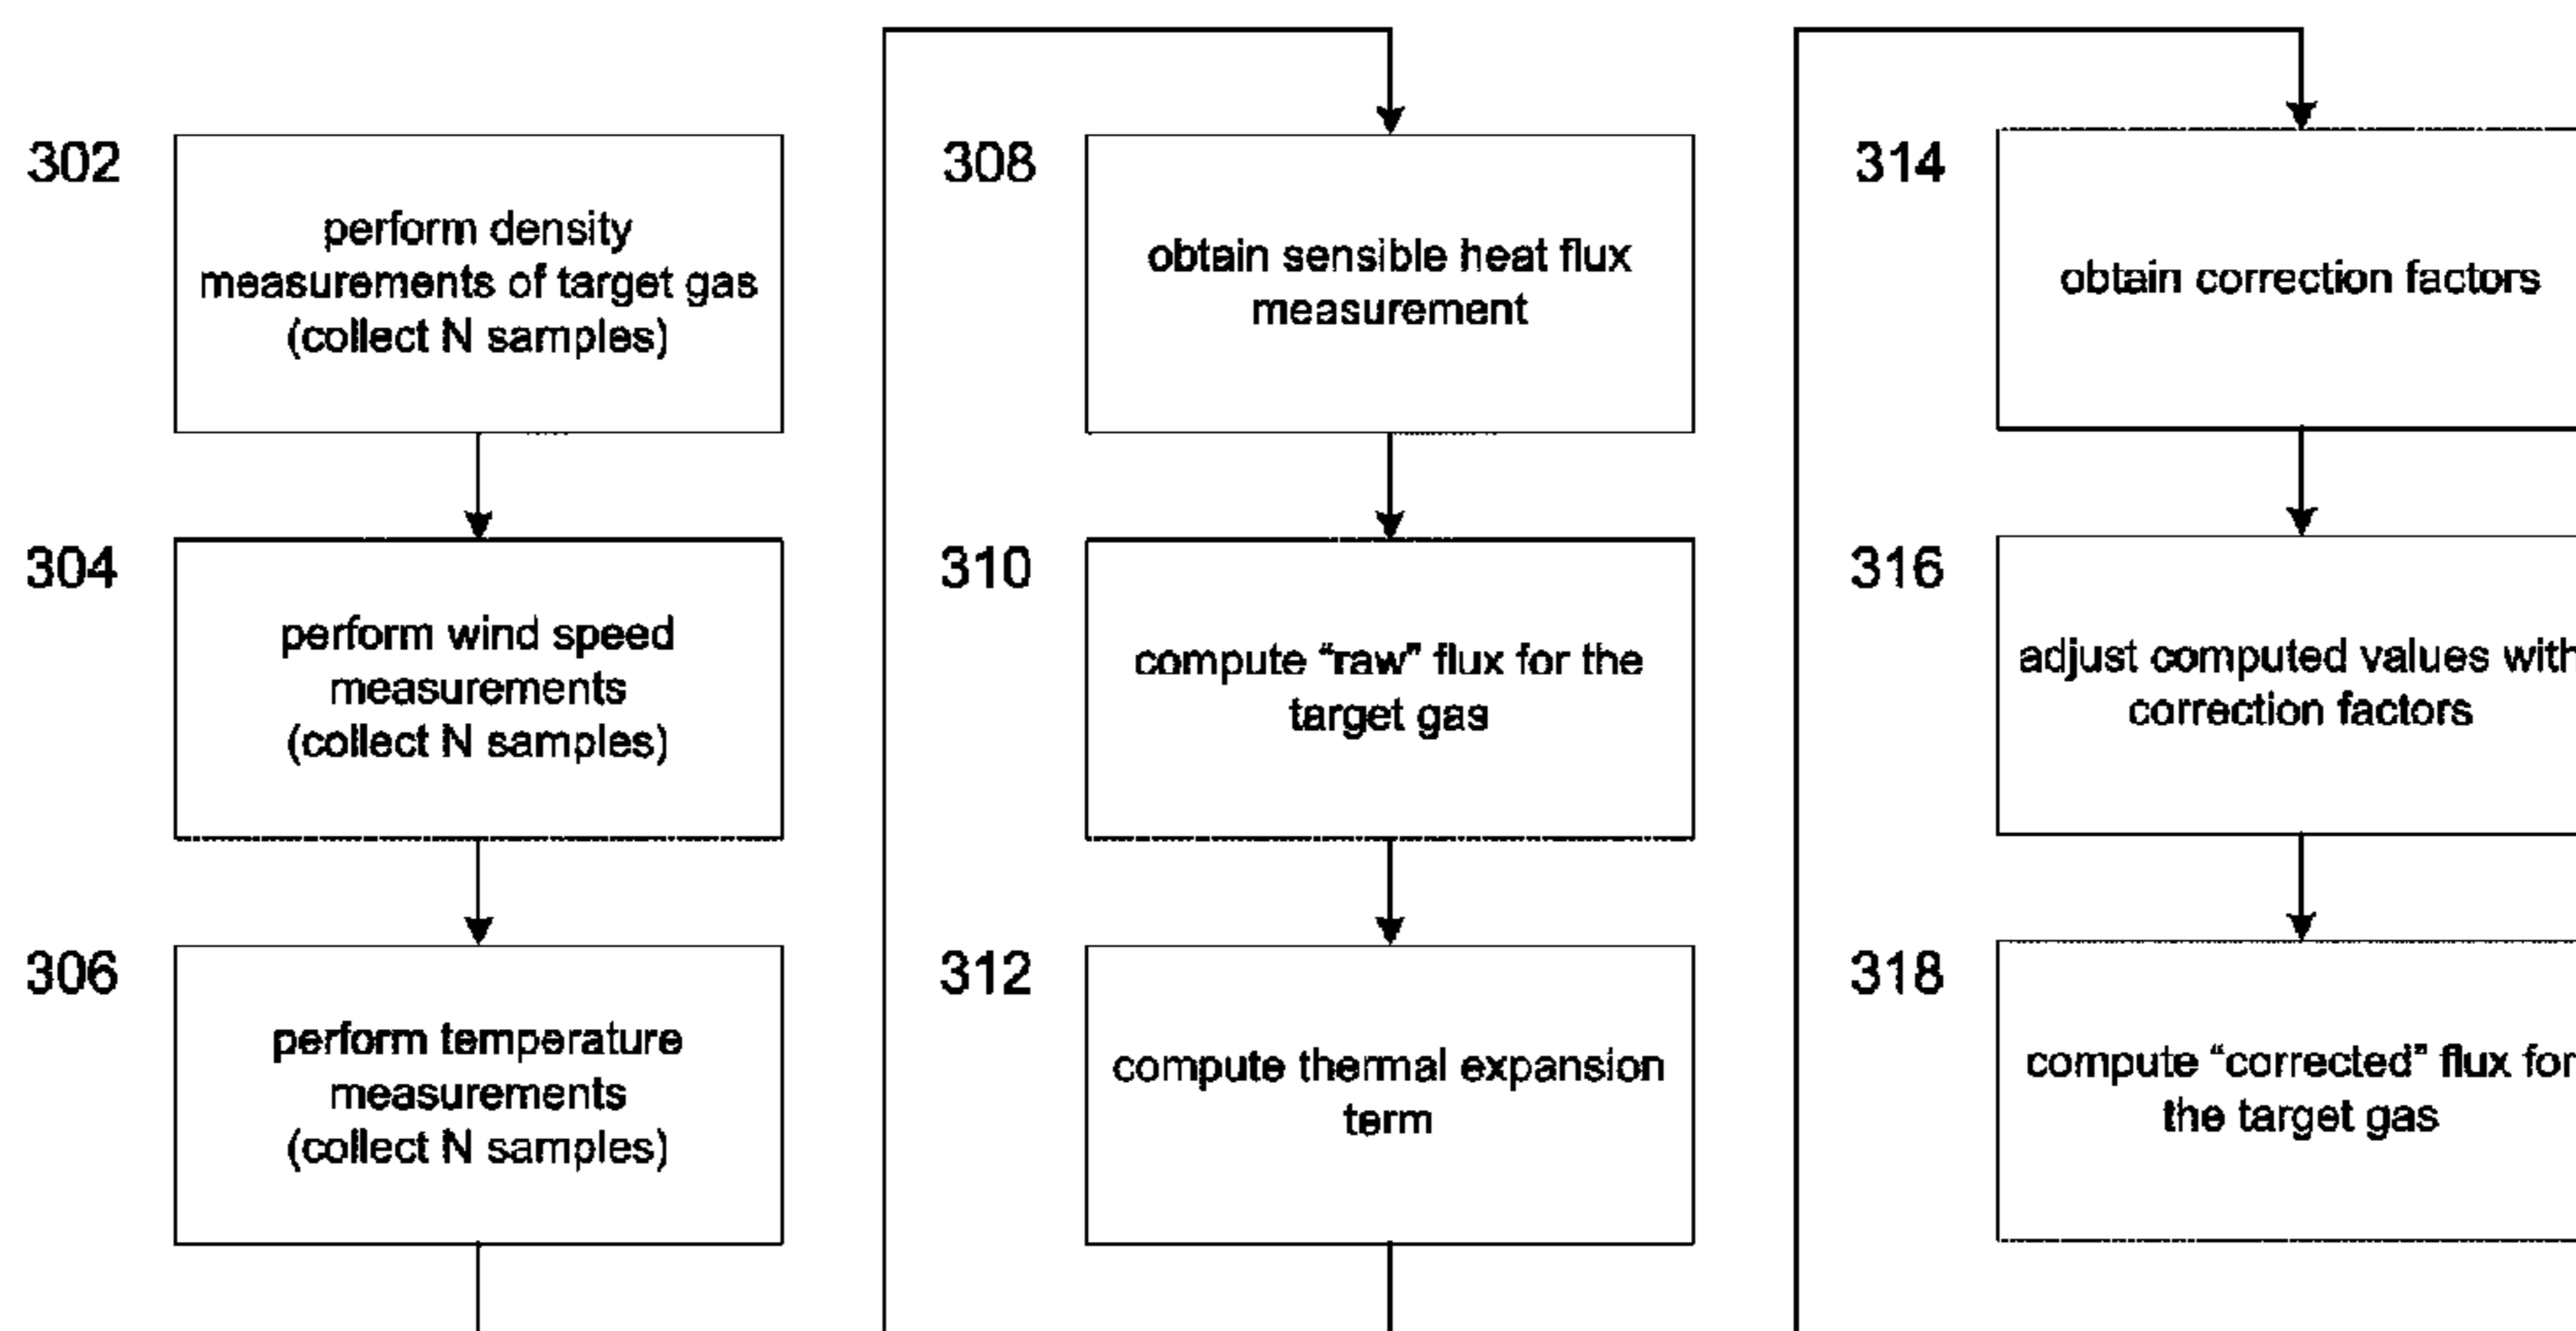 302
perform density
measurements of target gas
(collect N samples)
304
perform wind speed
measurements
(collect N samples)
306
perform temperature
measurements
(collect N samples)
308
obtain sensible heat flux
measurement
310
compute “raw” flux for the
target gas
312
compute thermal expansion
term
314
obtain correction factors
316
adjust computed values with
correction factors
318
compute “corrected” flux for
the target gas